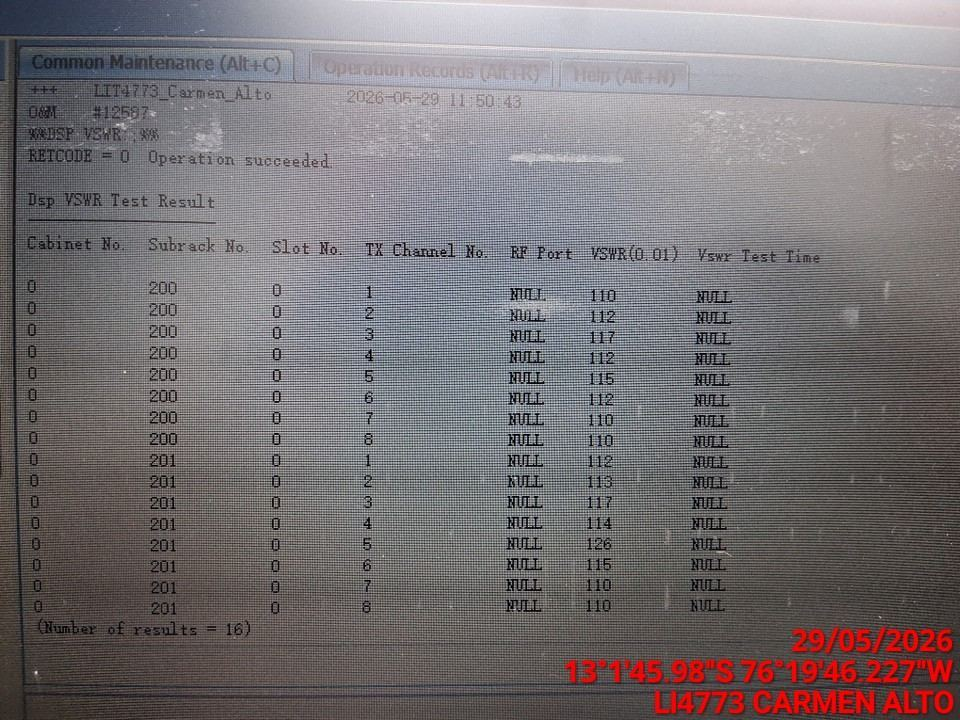 Common Maintenance (Alt+C) Operation Records (Alt+R) Help (Alt+N)
+++ LIT4773_Carmen_Alto 2026-05-29 11:50:43
O&M #12587
%%DSP VSWR:;%%
RETCODE = 0 Operation succeeded
Dsp VSWR Test Result
Cabinet No. Subrack No. Slot No. TX Channel No. RF Port VSWR(0.01) Vswr Test Time
0 200 0 1 NULL 110 NULL
0 200 0 2 NULL 112 NULL
0 200 0 3 NULL 117 NULL
0 200 0 4 NULL 112 NULL
0 200 0 5 NULL 115 NULL
0 200 0 6 NULL 112 NULL
0 200 0 7 NULL 110 NULL
0 200 0 8 NULL 110 NULL
0 201 0 1 NULL 112 NULL
0 201 0 2 NULL 113 NULL
0 201 0 3 NULL 117 NULL
0 201 0 4 NULL 114 NULL
0 201 0 5 NULL 126 NULL
0 201 0 6 NULL 115 NULL
0 201 0 7 NULL 110 NULL
0 201 0 8 NULL 110 NULL
(Number of results = 16)
29/05/2026
13°1'45.98"S 76°19'46.227"W
LI4773 CARMEN ALTO